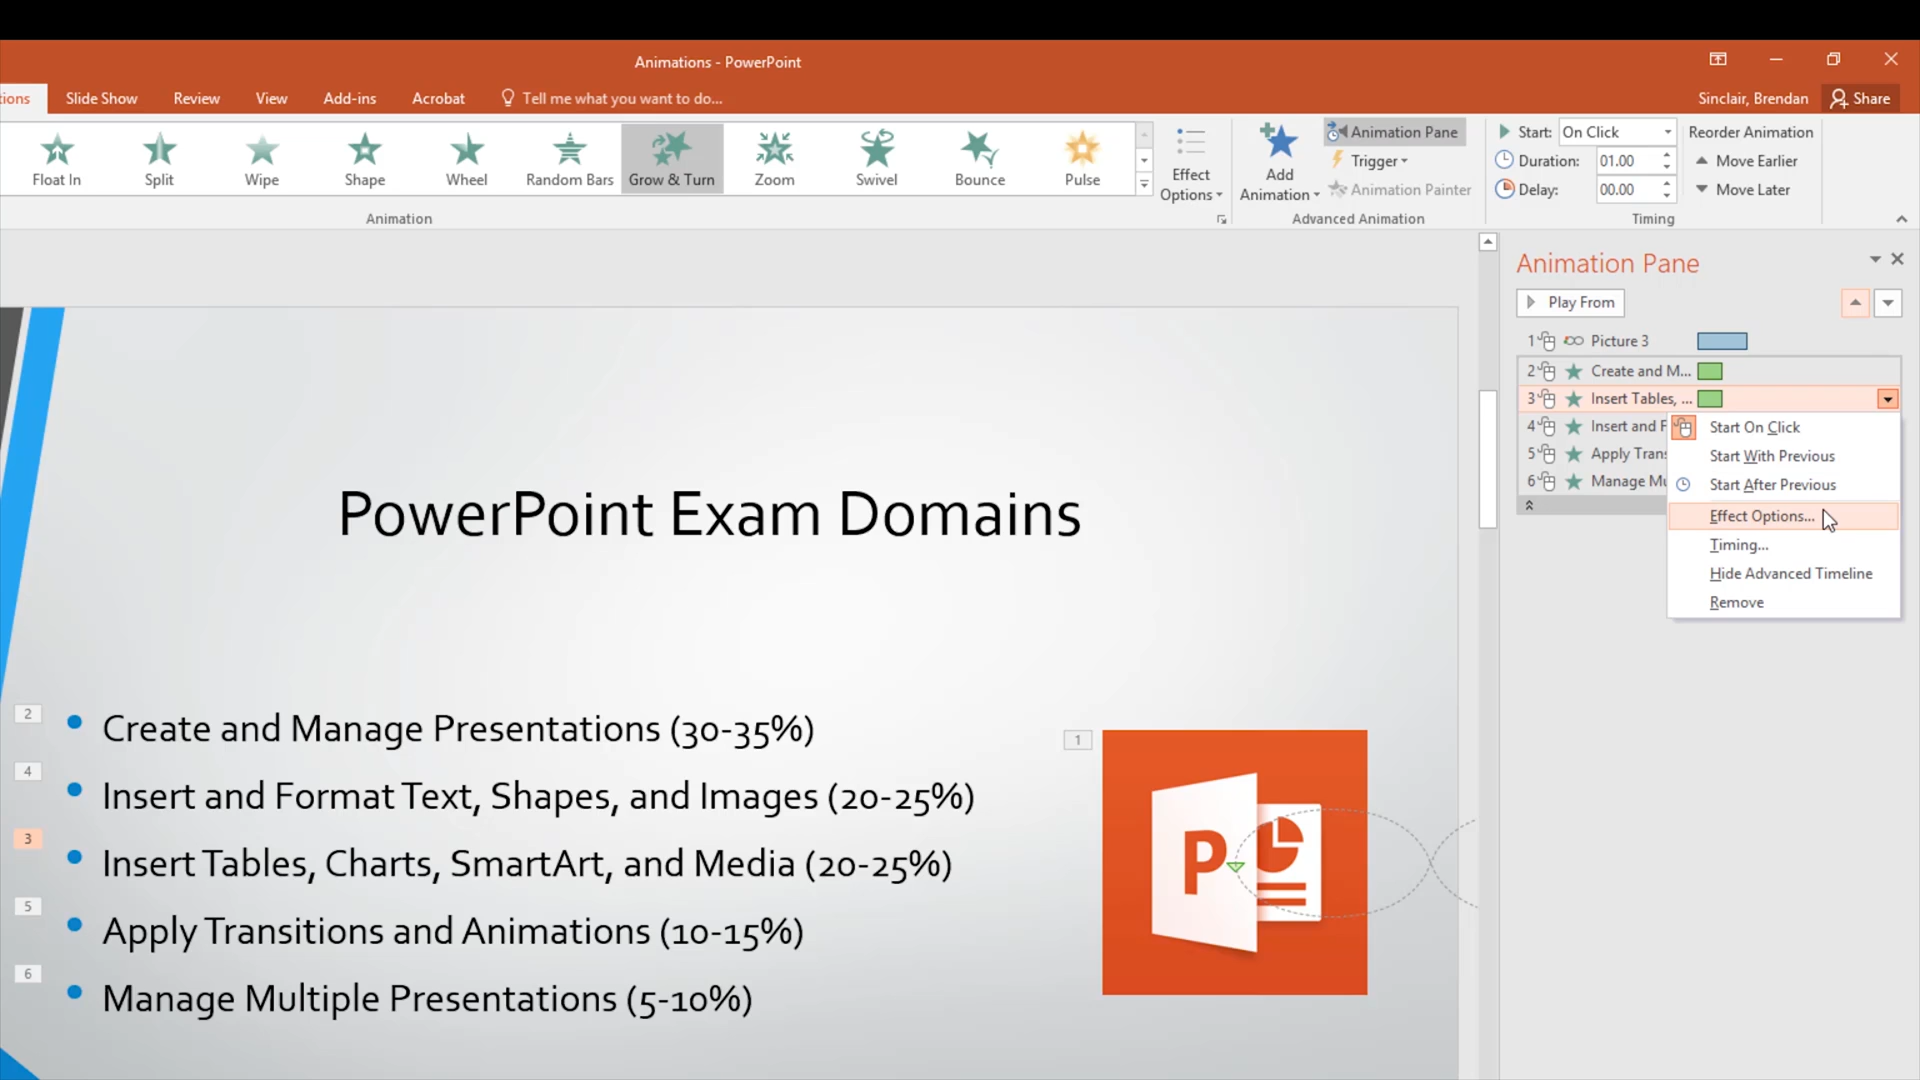 Animations - PowerPoint
tions Slide Show Review View Add-ins Acrobat Tell me what you want to do... Sinclair, Brendan Share
Float In Split Wipe Shape Wheel Random Bars Grow & Turn Zoom Swivel Bounce Pulse
Effect Options
Add Animation
Animation Pane
Trigger
Animation Painter
Start: On Click
Duration: 01.00
Delay: 00.00
Reorder Animation
Move Earlier
Move Later
Animation Advanced Animation Timing
Animation Pane
Play From
1 Picture 3
2 Create and M...
3 Insert Tables, ...
4 Insert and F
5 Apply Trans
6 Manage Mu
Start On Click
Start With Previous
Start After Previous
Effect Options...
Timing...
Hide Advanced Timeline
Remove
PowerPoint Exam Domains
2 • Create and Manage Presentations (30-35%)
4 • Insert and Format Text, Shapes, and Images (20-25%)
3 • Insert Tables, Charts, SmartArt, and Media (20-25%)
5 • Apply Transitions and Animations (10-15%)
6 • Manage Multiple Presentations (5-10%)
1
P